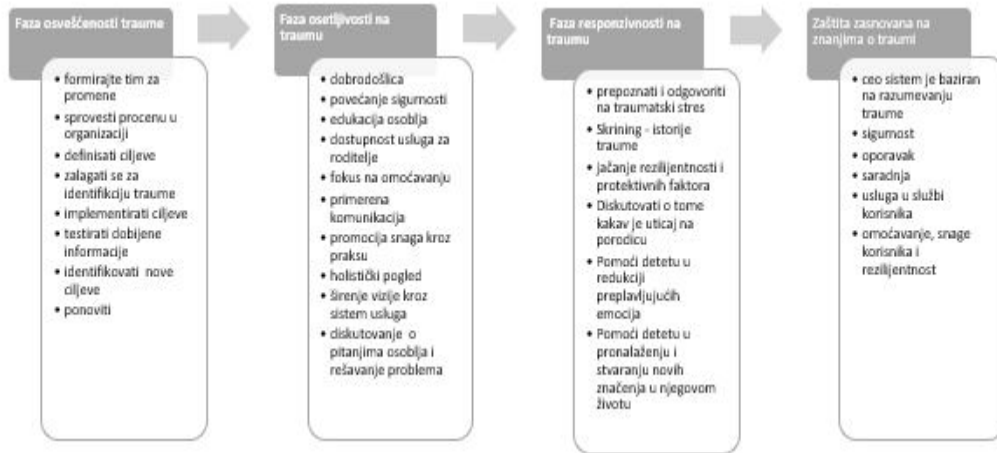 Faza osvešćenosti traume
• formirajte tim za
promene
• sprovesti procenu u
organizaciji
• definisati ciljeve
• zalagati se za
identifikciju traume
• implementirati ciljeve
• testirati dobijene
informacije
• identifikovati nove
ciljeve
• ponoviti
Faza osetljivosti na
traumu
• dobrodošlica
• povećanje sigurnosti
• edukacija osoblja
• dostupnost usluga za
roditelje
• fokus na omoćavanju
• primerena
komunikacija
• promocija snaga kroz
praksu
• holistički pogled
• širenje vizije kroz
sistem usluga
• diskutovanje o
pitanjima osoblja i
rešavanje problema
Faza responzivnosti na
traumu
• prepoznati i odgovoriti
na traumatski stres
• Skrining - istorije
traume
• jačanje rezilijentnosti i
protektivnih faktora
• Diskutovati o tome
kakav je uticaj na
porodicu
• Pomoći detetu u
redukciji
preplavljujućih
emocija
• Pomoći detetu u
pronalaženju i
stvaranju novih
značenja u njegovom
životu
Zaštita zasnovana na
znanjima o traumi
• ceo sistem je baziran
na razumevanju
traume
• sigurnost
• oporavak
• saradnja
• usluga u službi
korisnika
• omoćavanje, snage
korisnika i
rezilijentnost